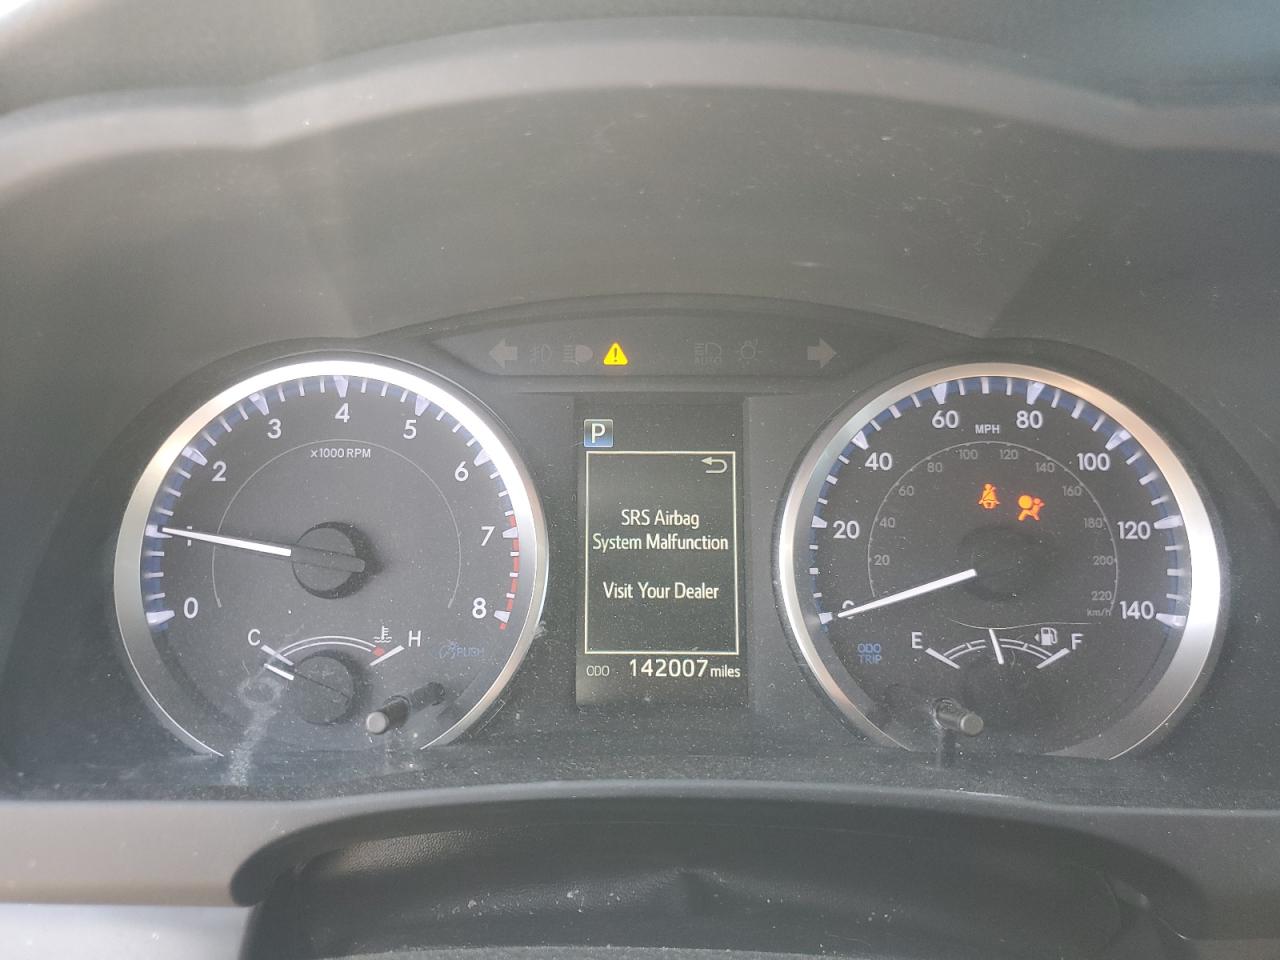 AUTO
P
SRS Airbag
System Malfunction
Visit Your Dealer
ODO 142007 miles
0
1
2
3
4
5
6
7
8
x1000 RPM
C
H
PUSH
0
20
40
60
80
100
120
140
MPH
20
40
60
80
100
120
140
160
180
200
220
km/h
ODO
TRIP
E
F